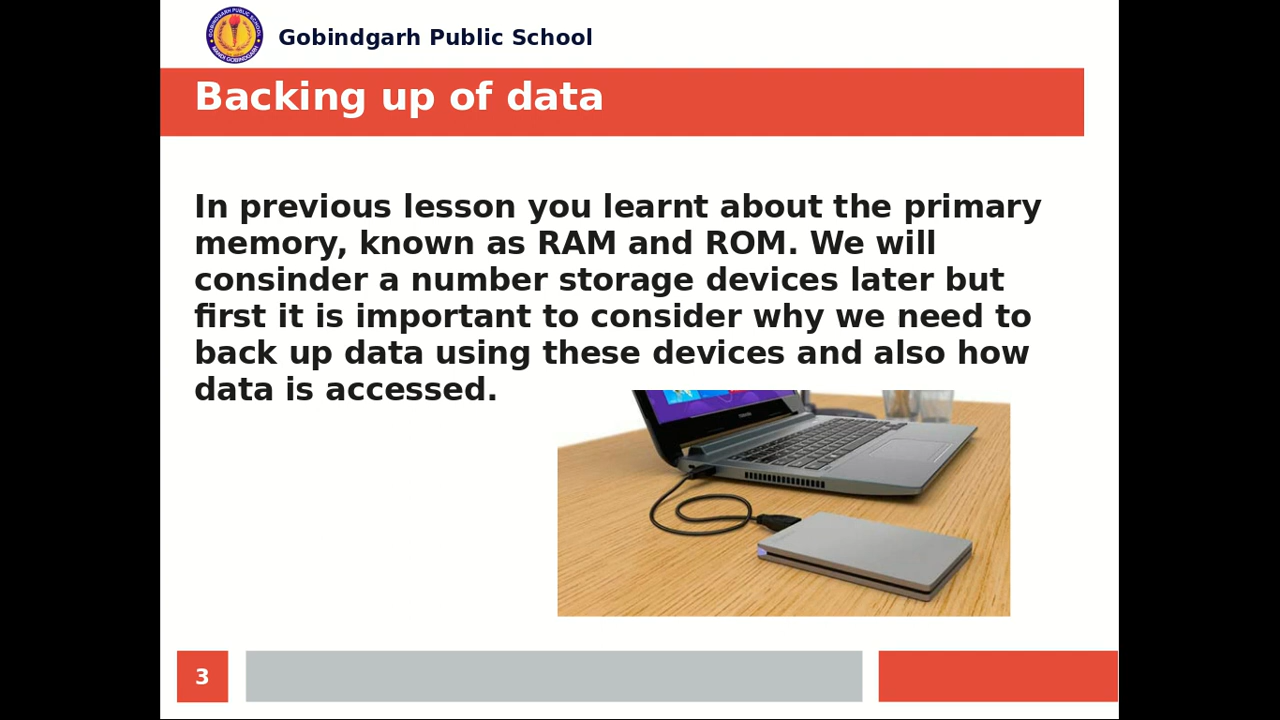 Gobindgarh Public School
Backing up of data
In previous lesson you learnt about the primary
memory, known as RAM and ROM. We will
consinder a number storage devices later but
first it is important to consider why we need to
back up data using these devices and also how
data is accessed.
3